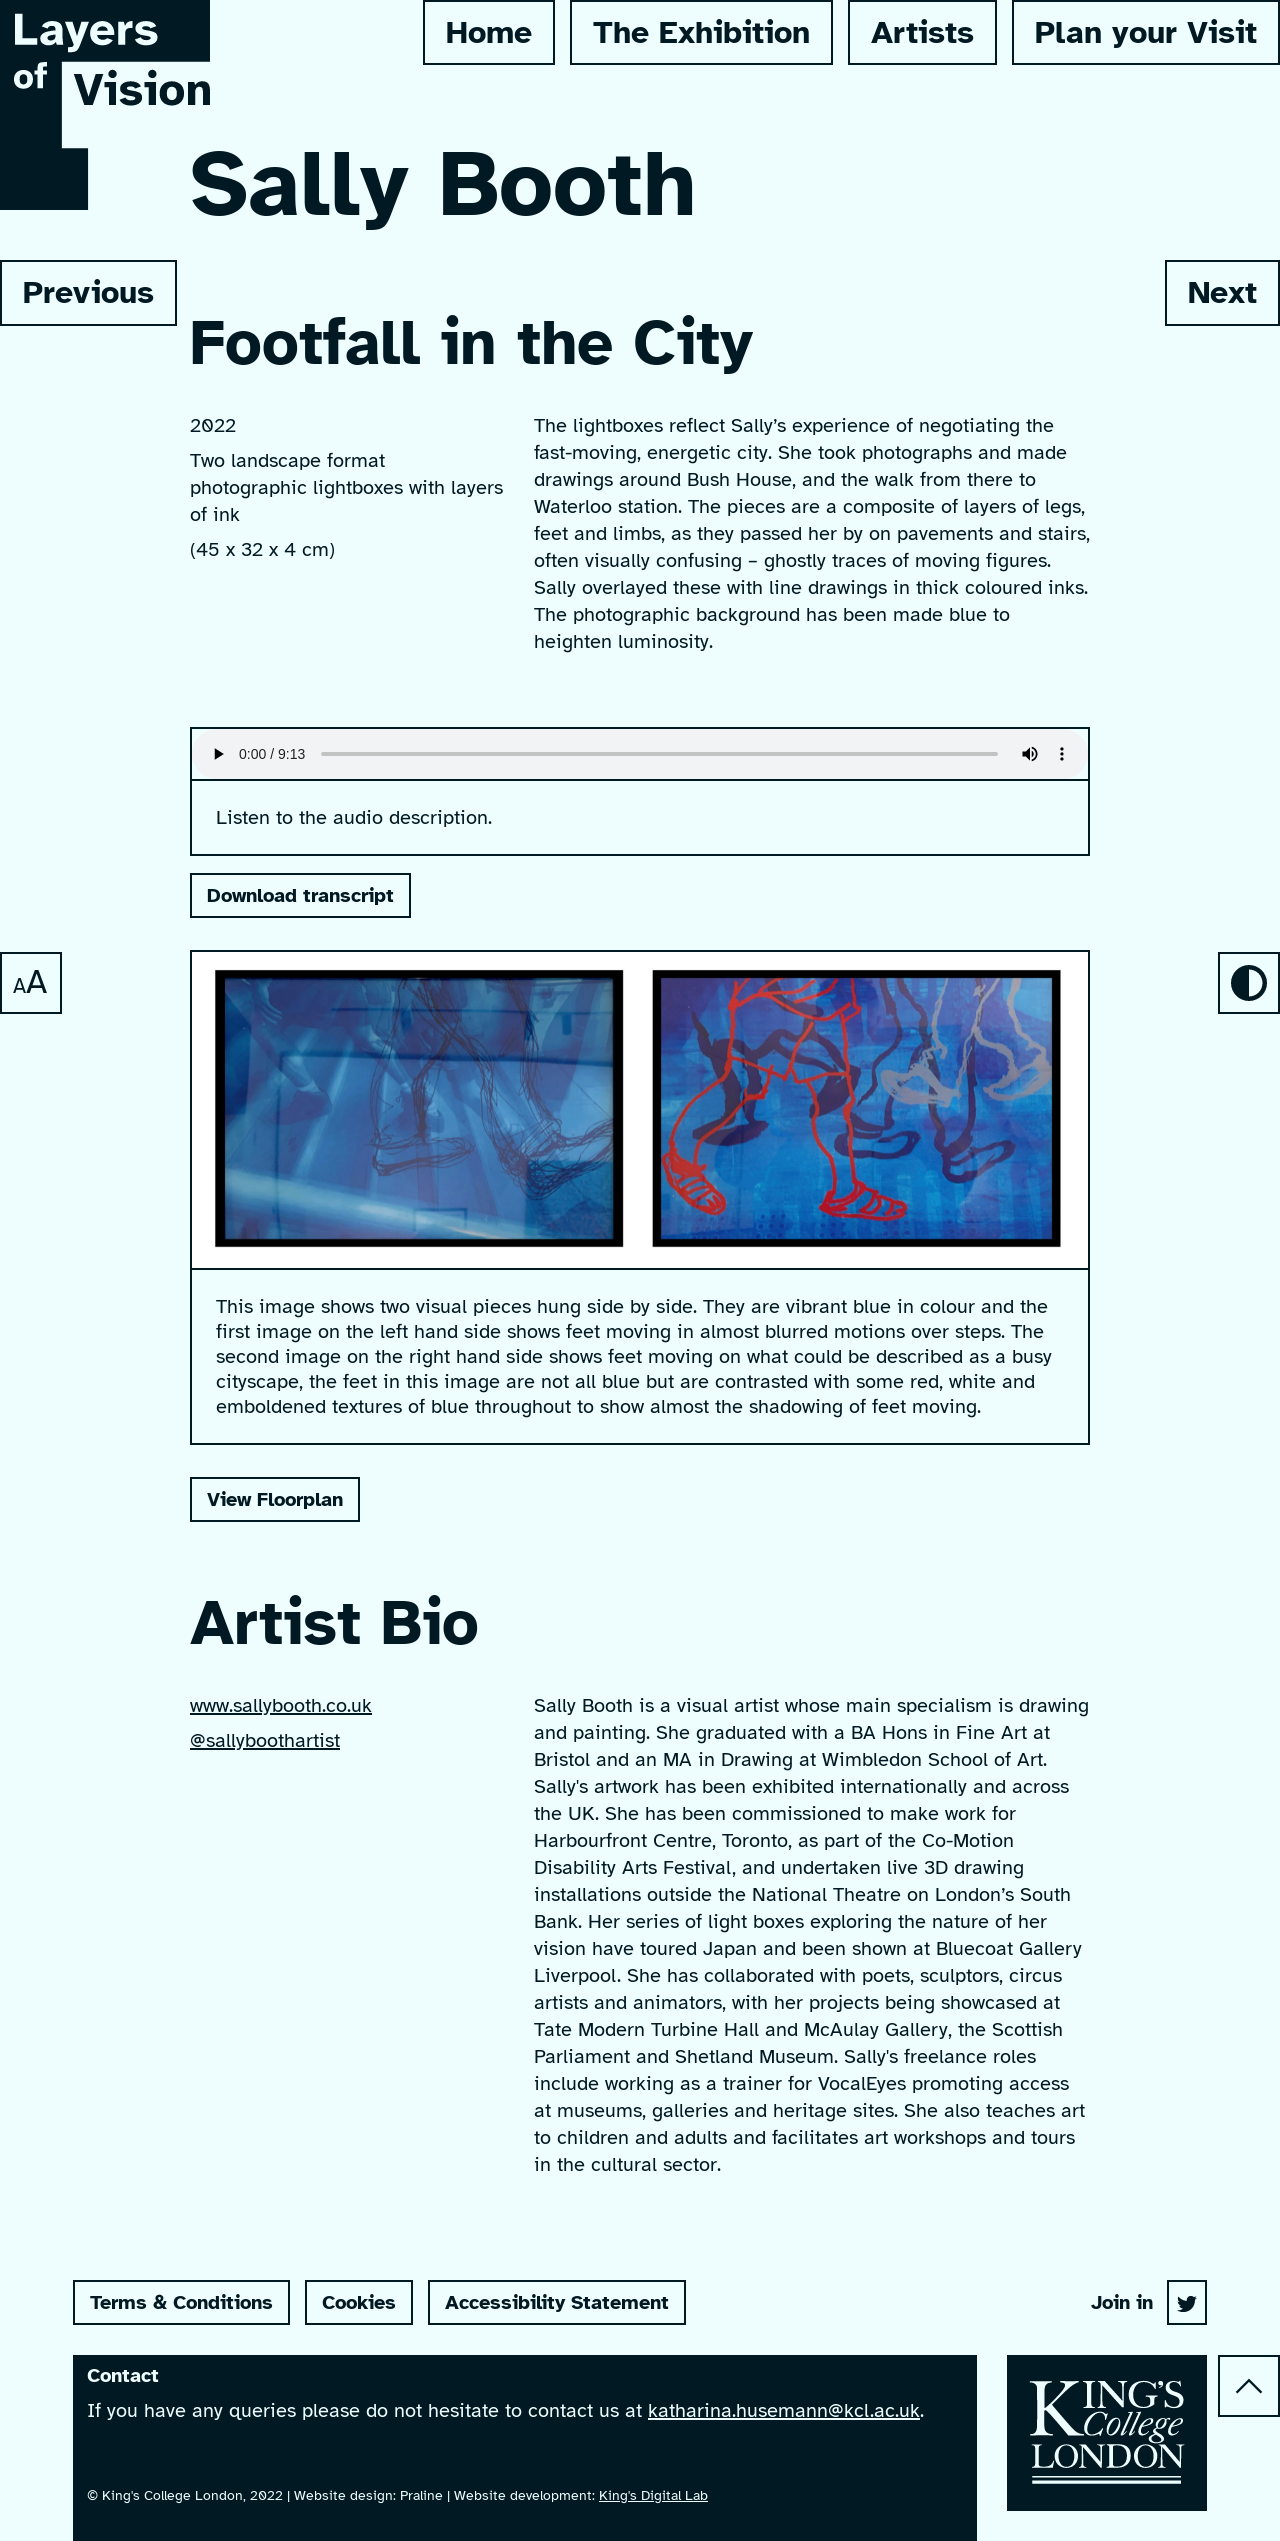 Layers
of
Vision
Home
The Exhibition
Artists
Plan your Visit
Sally Booth
Previous
Next
Footfall in the City
2022
Two landscape format
photographic lightboxes with layers
of ink
(45 x 32 x 4 cm)
The lightboxes reflect Sally’s experience of negotiating the
fast-moving, energetic city. She took photographs and made
drawings around Bush House, and the walk from there to
Waterloo station. The pieces are a composite of layers of legs,
feet and limbs, as they passed her by on pavements and stairs,
often visually confusing – ghostly traces of moving figures.
Sally overlayed these with line drawings in thick coloured inks.
The photographic background has been made blue to
heighten luminosity.
0:00 / 9:13
Listen to the audio description.
Download transcript
AA
This image shows two visual pieces hung side by side. They are vibrant blue in colour and the
first image on the left hand side shows feet moving in almost blurred motions over steps. The
second image on the right hand side shows feet moving on what could be described as a busy
cityscape, the feet in this image are not all blue but are contrasted with some red, white and
emboldened textures of blue throughout to show almost the shadowing of feet moving.
View Floorplan
Artist Bio
www.sallybooth.co.uk
@sallyboothartist
Sally Booth is a visual artist whose main specialism is drawing
and painting. She graduated with a BA Hons in Fine Art at
Bristol and an MA in Drawing at Wimbledon School of Art.
Sally's artwork has been exhibited internationally and across
the UK. She has been commissioned to make work for
Harbourfront Centre, Toronto, as part of the Co-Motion
Disability Arts Festival, and undertaken live 3D drawing
installations outside the National Theatre on London’s South
Bank. Her series of light boxes exploring the nature of her
vision have toured Japan and been shown at Bluecoat Gallery
Liverpool. She has collaborated with poets, sculptors, circus
artists and animators, with her projects being showcased at
Tate Modern Turbine Hall and McAulay Gallery, the Scottish
Parliament and Shetland Museum. Sally's freelance roles
include working as a trainer for VocalEyes promoting access
at museums, galleries and heritage sites. She also teaches art
to children and adults and facilitates art workshops and tours
in the cultural sector.
Terms & Conditions
Cookies
Accessibility Statement
Join in
Contact
If you have any queries please do not hesitate to contact us at katharina.husemann@kcl.ac.uk.
© King's College London, 2022 | Website design: Praline | Website development: King's Digital Lab
KING'S
College
LONDON